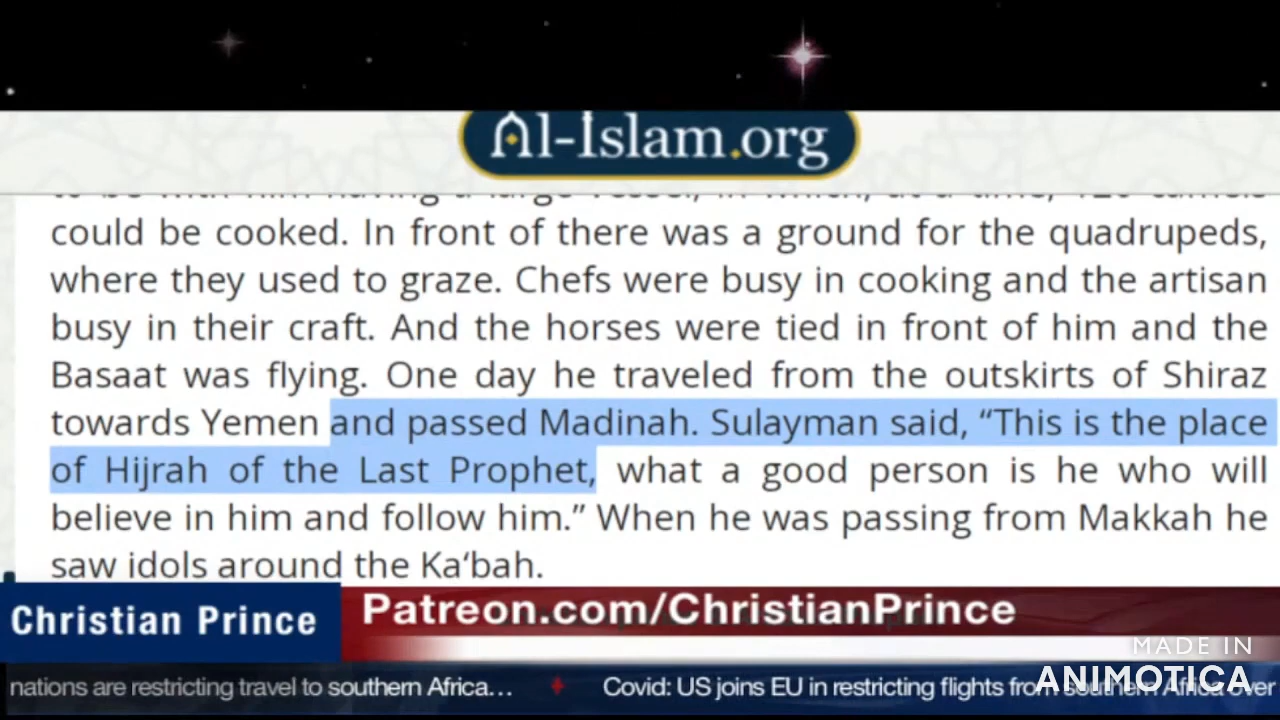 Al-Islam.org
could be cooked. In front of there was a ground for the quadrupeds,
where they used to graze. Chefs were busy in cooking and the artisan
busy in their craft. And the horses were tied in front of him and the
Basaat was flying. One day he traveled from the outskirts of Shiraz
towards Yemen and passed Madinah. Sulayman said, “This is the place
of Hijrah of the Last Prophet, what a good person is he who will
believe in him and follow him.” When he was passing from Makkah he
saw idols around the Ka‘bah.
Christian Prince
Patreon.com/ChristianPrince
MADE IN
ANIMOTICA
nations are restricting travel to southern Africa... Covid: US joins EU in restricting flights from southern Africa over